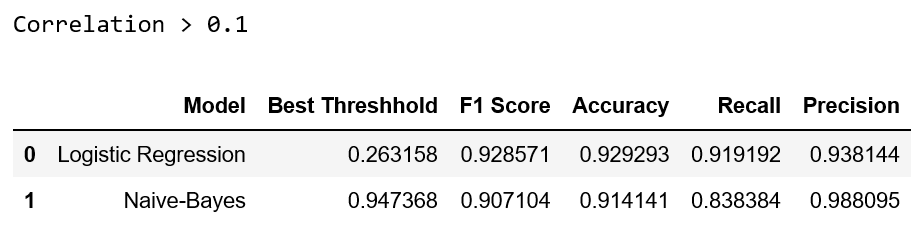 Correlation > 0.1
Model Best Threshhold F1 Score Accuracy Recall Precision
0 Logistic Regression 0.263158 0.928571 0.929293 0.919192 0.938144
1 Naive-Bayes 0.947368 0.907104 0.914141 0.838384 0.988095